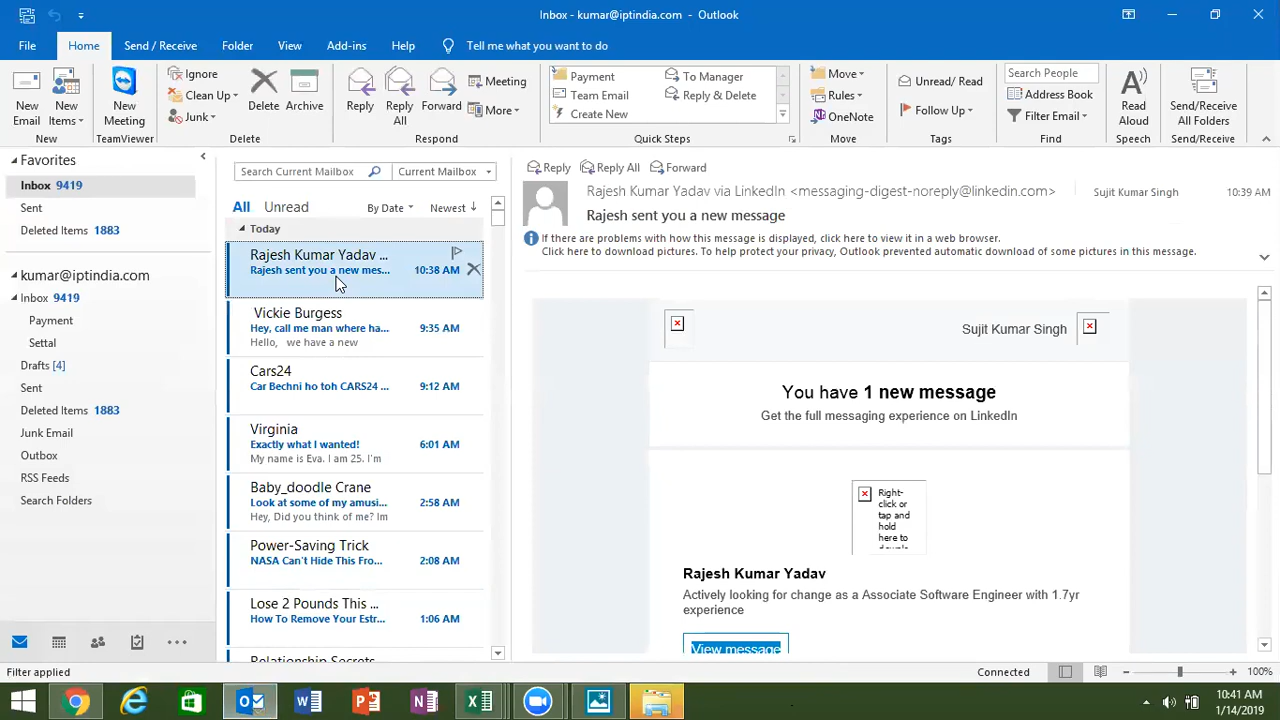 Inbox - kumar@iptindia.com - Outlook
File Home Send / Receive Folder View Add-ins Help Tell me what you want to do
New Email
New Items
New
New Meeting
TeamViewer
Ignore
Clean Up
Junk
Delete
Archive
Delete
Reply
Reply All
Forward
Meeting
More
Respond
Payment
Team Email
Create New
To Manager
Reply & Delete
Quick Steps
Move
Rules
OneNote
Move
Unread/ Read
Follow Up
Tags
Search People
Address Book
Filter Email
Find
Read Aloud
Speech
Send/Receive All Folders
Send/Receive
Favorites
Inbox 9419
Sent
Deleted Items 1883
kumar@iptindia.com
Inbox 9419
Payment
Settal
Drafts [4]
Sent
Deleted Items 1883
Junk Email
Outbox
RSS Feeds
Search Folders
Search Current Mailbox Current Mailbox
All Unread By Date Newest
Today
Rajesh Kumar Yadav ...
Rajesh sent you a new mes... 10:38 AM
Vickie Burgess
Hey, call me man where ha... 9:35 AM
Hello, we have a new
Cars24
Car Bechni ho toh CARS24 ... 9:12 AM
Virginia
Exactly what I wanted! 6:01 AM
My name is Eva. I am 25. I'm
Baby_doodle Crane
Look at some of my amusi... 2:58 AM
Hey, Did you think of me? Im
Power-Saving Trick
NASA Can't Hide This Fro... 2:08 AM
Lose 2 Pounds This ...
How To Remove Your Estr... 1:06 AM
Relationship Secrets
Reply Reply All Forward
Rajesh Kumar Yadav via LinkedIn <messaging-digest-noreply@linkedin.com> Sujit Kumar Singh 10:39 AM
Rajesh sent you a new message
If there are problems with how this message is displayed, click here to view it in a web browser.
Click here to download pictures. To help protect your privacy, Outlook prevented automatic download of some pictures in this message.
Sujit Kumar Singh
You have 1 new message
Get the full messaging experience on LinkedIn
Right-
click or
tap and
hold
here to
Rajesh Kumar Yadav
Actively looking for change as a Associate Software Engineer with 1.7yr
experience
View message
Filter applied Connected 100%
10:41 AM
1/14/2019